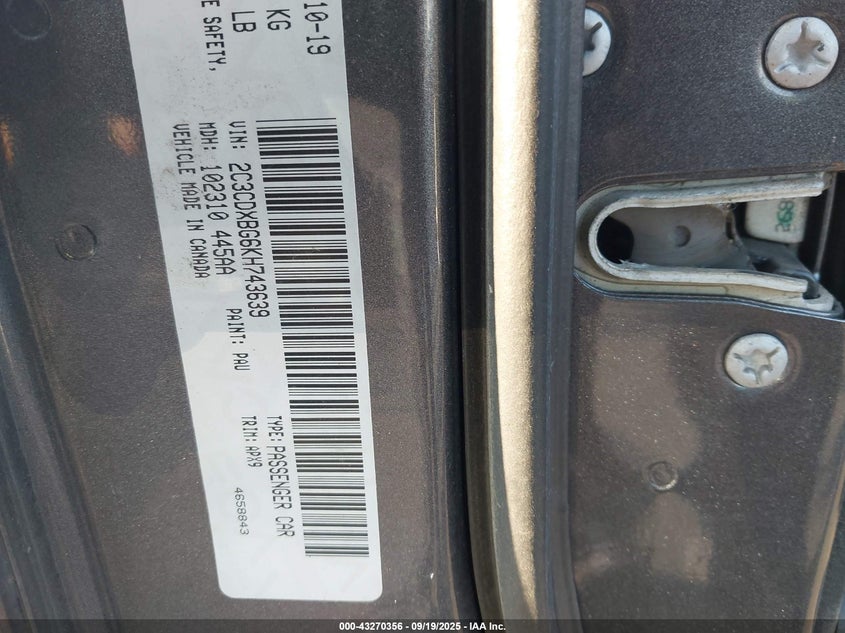 10-19
KG
LB
E SAFETY,
VIN: 2C3CDXBG6KH743639
MDH: 102310 445AA
PAINT: PAU
VEHICLE MADE IN CANADA
TYPE: PASSENGER CAR
TRIM: APX9
4658843
000-43270356 - 09/19/2025 - IAA Inc.